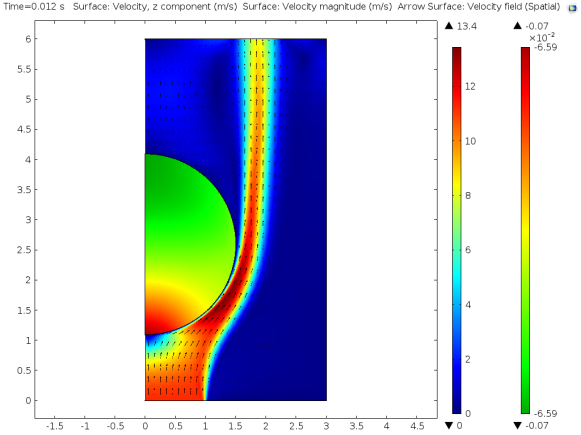 Time=0.012 s Surface: Velocity, z component (m/s) Surface: Velocity magnitude (m/s) Arrow Surface: Velocity field (Spatial)
▲ 13.4 ▲ -0.07
×10⁻²
6 -6.59
5.5
5 12
4.5
4 10
3.5
3 8
2.5
2 6
1.5
1 4
0.5 2
0 0 -6.59
▼ 0 ▼ -0.07
-1.5 -1 -0.5 0 0.5 1 1.5 2 2.5 3 3.5 4 4.5